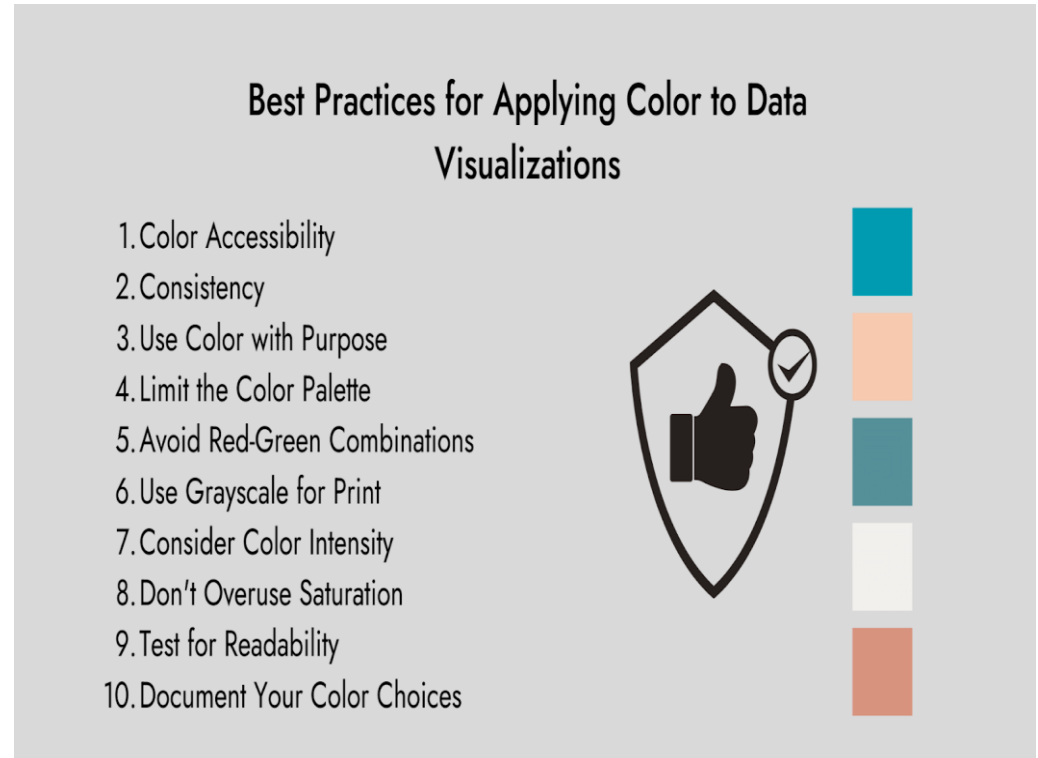 Best Practices for Applying Color to Data
Visualizations
1. Color Accessibility
2. Consistency
3. Use Color with Purpose
4. Limit the Color Palette
5. Avoid Red-Green Combinations
6. Use Grayscale for Print
7. Consider Color Intensity
8. Don't Overuse Saturation
9. Test for Readability
10. Document Your Color Choices